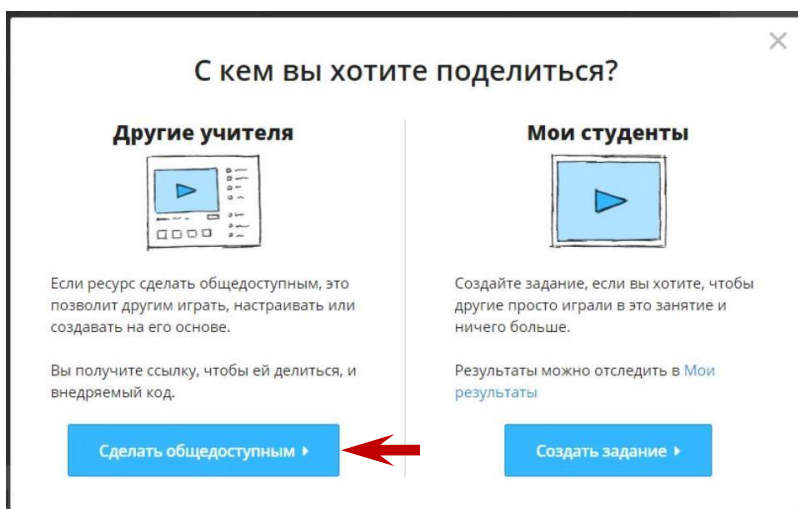 С кем вы хотите поделиться?
Другие учителя
Если ресурс сделать общедоступным, это
позволит другим играть, настраивать или
создавать на его основе.
Вы получите ссылку, чтобы ей делиться, и
внедряемый код.
Сделать общедоступным
Мои студенты
Создайте задание, если вы хотите, чтобы
другие просто играли в это занятие и
ничего больше.
Результаты можно отследить в Мои
результаты
Создать задание